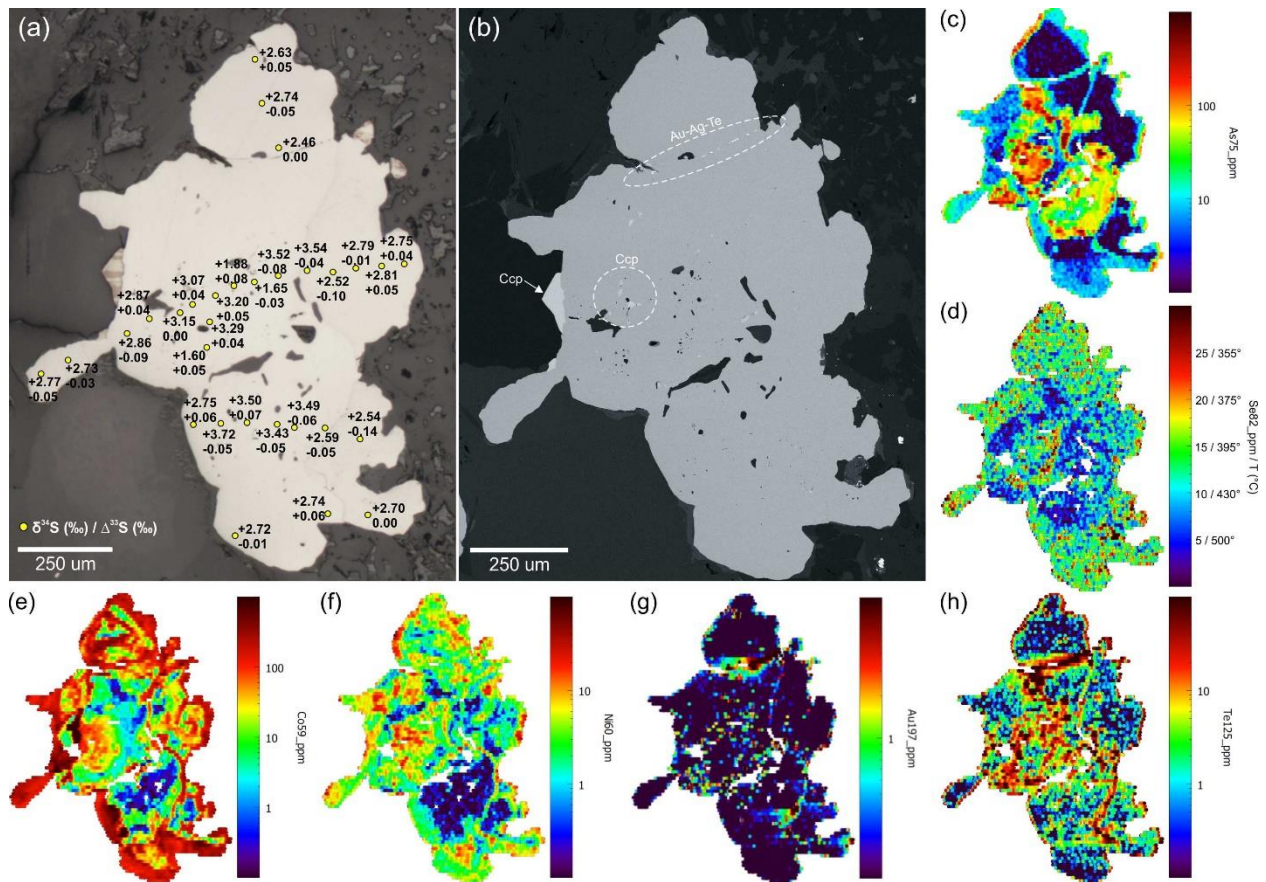 (a)
+2.63
+0.05
+2.74
-0.05
+2.46
0.00
+1.88
+0.08
+3.52
-0.08
+3.54
-0.04
+2.79
-0.01
+2.75
+0.04
+3.07
+0.04
+1.65
-0.03
+2.52
-0.10
+2.81
+0.05
+2.87
+0.04
+3.20
+0.05
+3.15
0.00
+3.29
+0.04
+2.86
-0.09
+1.60
+0.05
+2.73
-0.03
+2.77
-0.05
+2.75
+0.06
+3.50
+0.07
+3.49
-0.06
+2.54
-0.14
+3.72
-0.05
+3.43
-0.05
+2.59
-0.05
+2.74
+0.06
+2.70
0.00
+2.72
-0.01
δ³⁴S (‰) / Δ³³S (‰)
250 um
(b)
Au-Ag-Te
Ccp
Ccp
250 um
(c)
100
10
As75_ppm
(d)
25 / 355°
20 / 375°
15 / 395°
10 / 430°
5 / 500°
Se82_ppm / T (°C)
(e)
100
10
1
Co59_ppm
(f)
10
1
Ni60_ppm
(g)
1
Au197_ppm
(h)
10
1
Te125_ppm